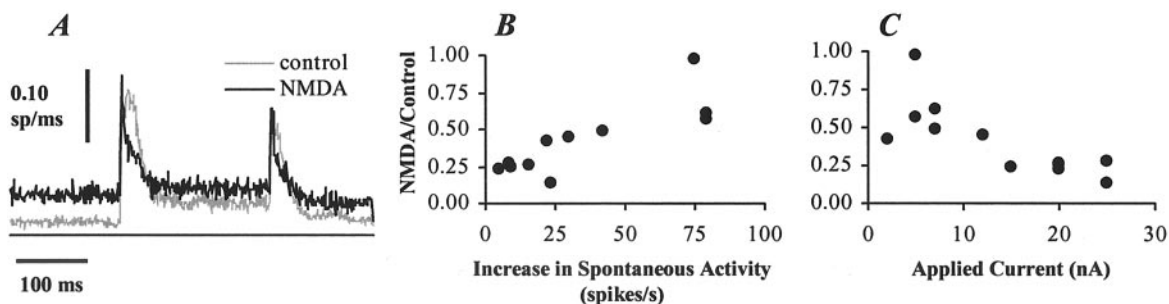 A
control
NMDA
0.10
sp/ms
100 ms
B
NMDA/Control
1.00
0.75
0.50
0.25
0.00
0 25 50 75 100
Increase in Spontaneous Activity
(spikes/s)
C
1.00
0.75
0.50
0.25
0.00
0 10 20 30
Applied Current (nA)